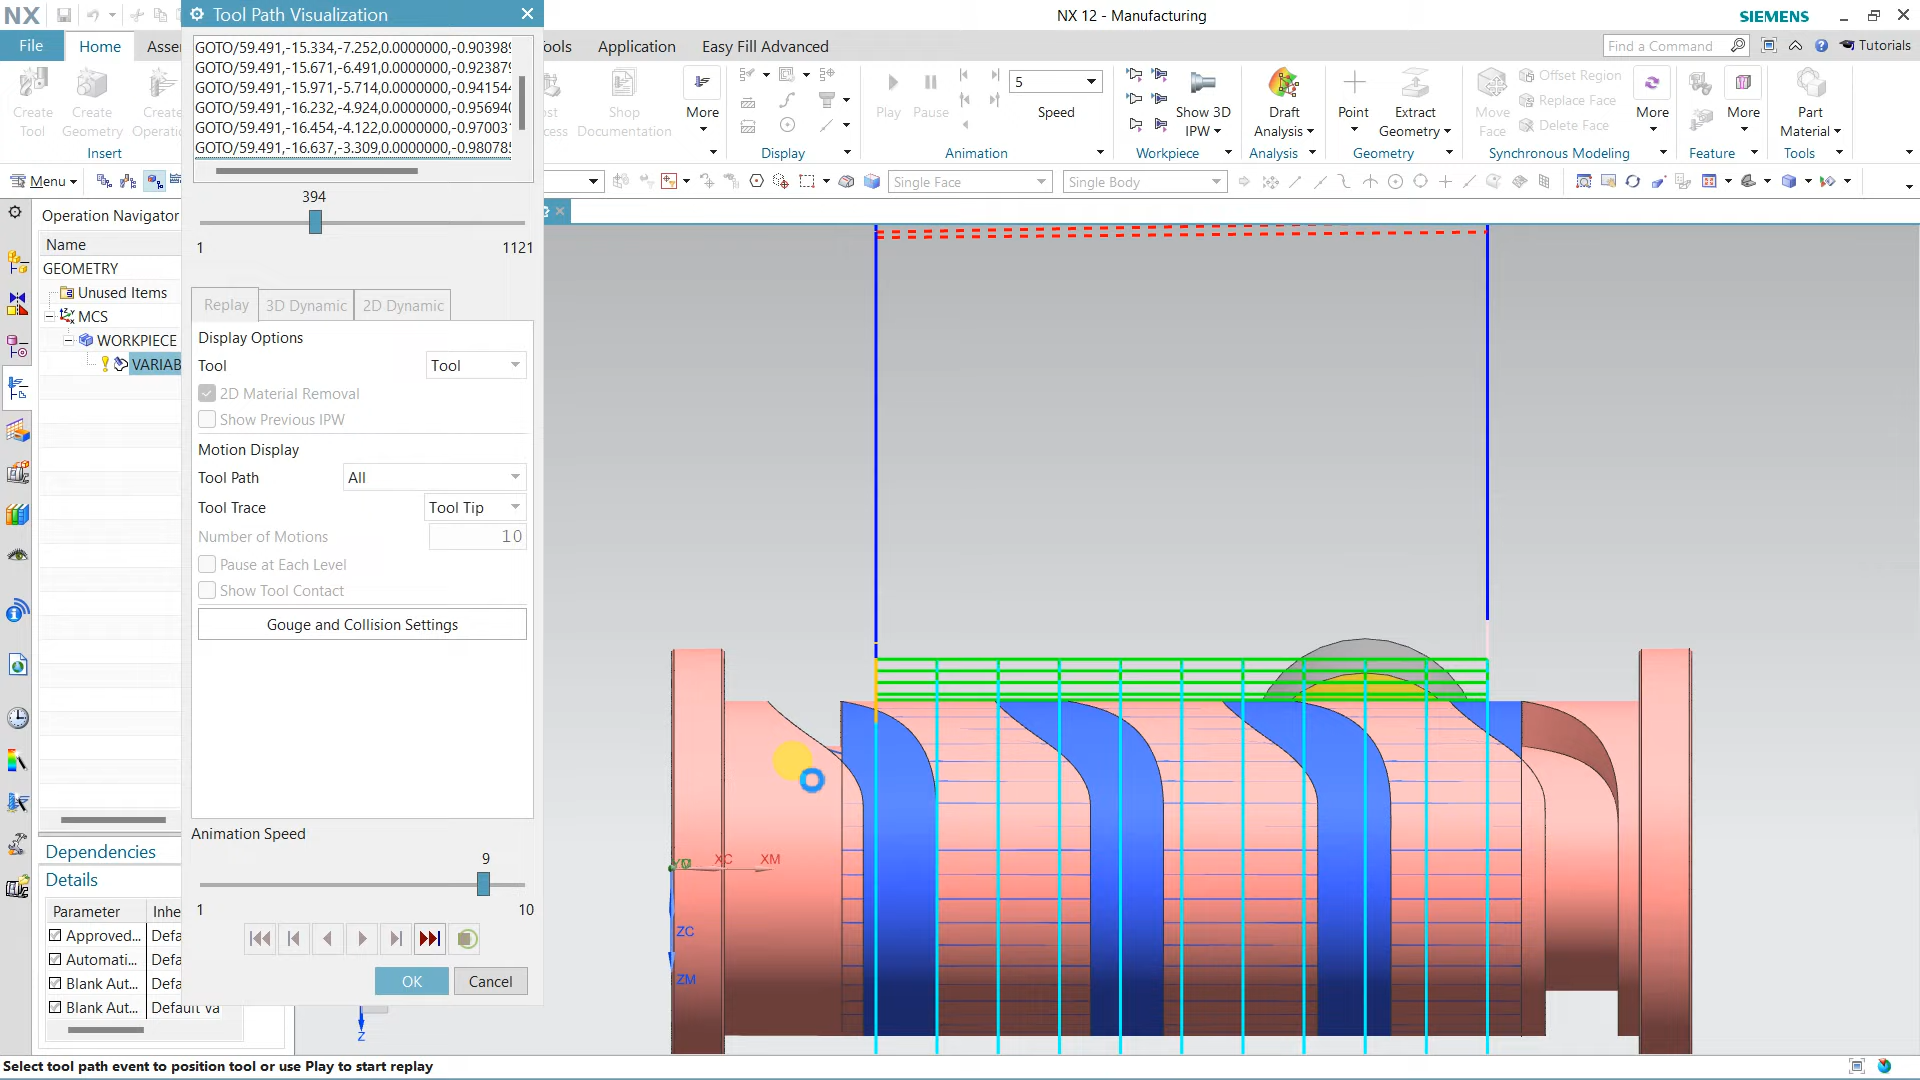 NX
Tool Path Visualization
NX 12 - Manufacturing
SIEMENS
File
Home
Application
Easy Fill Advanced
Find a Command
Tutorials
GOTO/59.491,-15.334,-7.252,0.0000000,-0.90398
GOTO/59.491,-15.671,-6.491,0.0000000,-0.92387
GOTO/59.491,-15.971,-5.714,0.0000000,-0.94154
GOTO/59.491,-16.232,-4.924,0.0000000,-0.95694
GOTO/59.491,-16.454,-4.122,0.0000000,-0.97003
GOTO/59.491,-16.637,-3.309,0.0000000,-0.98078
Create Tool
Create Geometry
Create
Insert
Shop Documentation
More
Display
Play
Pause
5
Speed
Animation
Show 3D IPW
Workpiece
Draft Analysis
Analysis
Point
Extract Geometry
Geometry
Move Face
Offset Region
Replace Face
Delete Face
More
Synchronous Modeling
More
Feature
Part Material
Tools
Menu
Single Face
Single Body
Operation Navigator
Name
GEOMETRY
Unused Items
MCS
WORKPIECE
VARIAB
394
1
1121
Replay
3D Dynamic
2D Dynamic
Display Options
Tool
Tool
2D Material Removal
Show Previous IPW
Motion Display
Tool Path
All
Tool Trace
Tool Tip
Number of Motions
10
Pause at Each Level
Show Tool Contact
Gouge and Collision Settings
Animation Speed
9
1
10
OK
Cancel
Dependencies
Details
Parameter
Inhe
Approved...
Defa
Automati...
Defa
Blank Aut...
Defa
Blank Aut...
Default Va
XC
XM
ZC
ZM
Z
Select tool path event to position tool or use Play to start replay